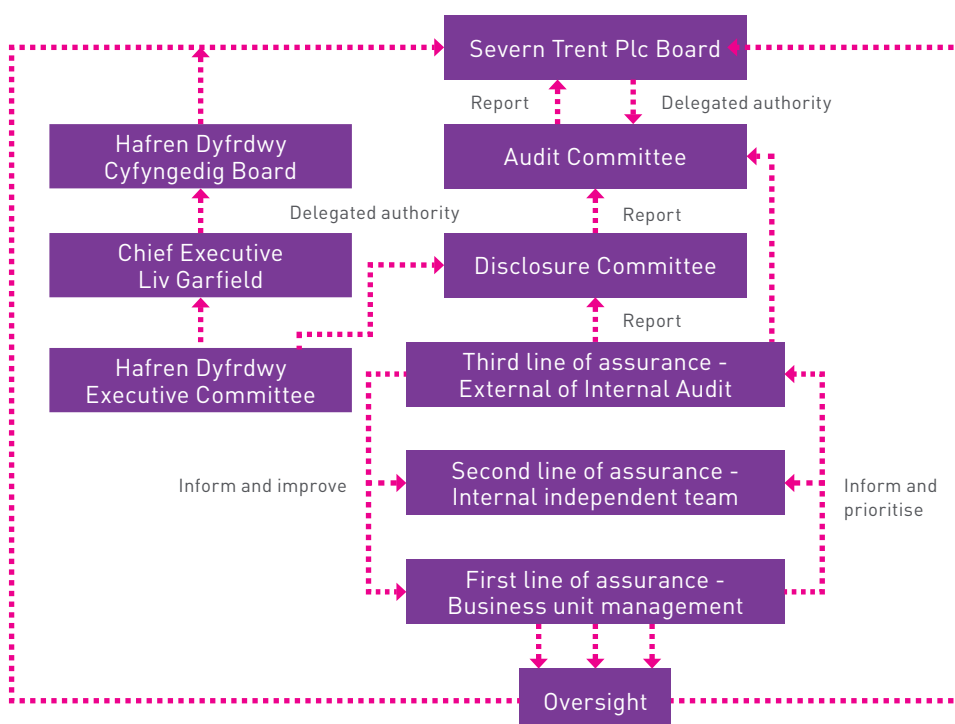 Severn Trent Plc Board
Report
Delegated authority
Hafren Dyfrdwy
Cyfyngedig Board
Audit Committee
Delegated authority
Report
Chief Executive
Liv Garfield
Disclosure Committee
Report
Hafren Dyfrdwy
Executive Committee
Third line of assurance -
External of Internal Audit
Inform and improve
Second line of assurance -
Internal independent team
Inform and
prioritise
First line of assurance -
Business unit management
Oversight